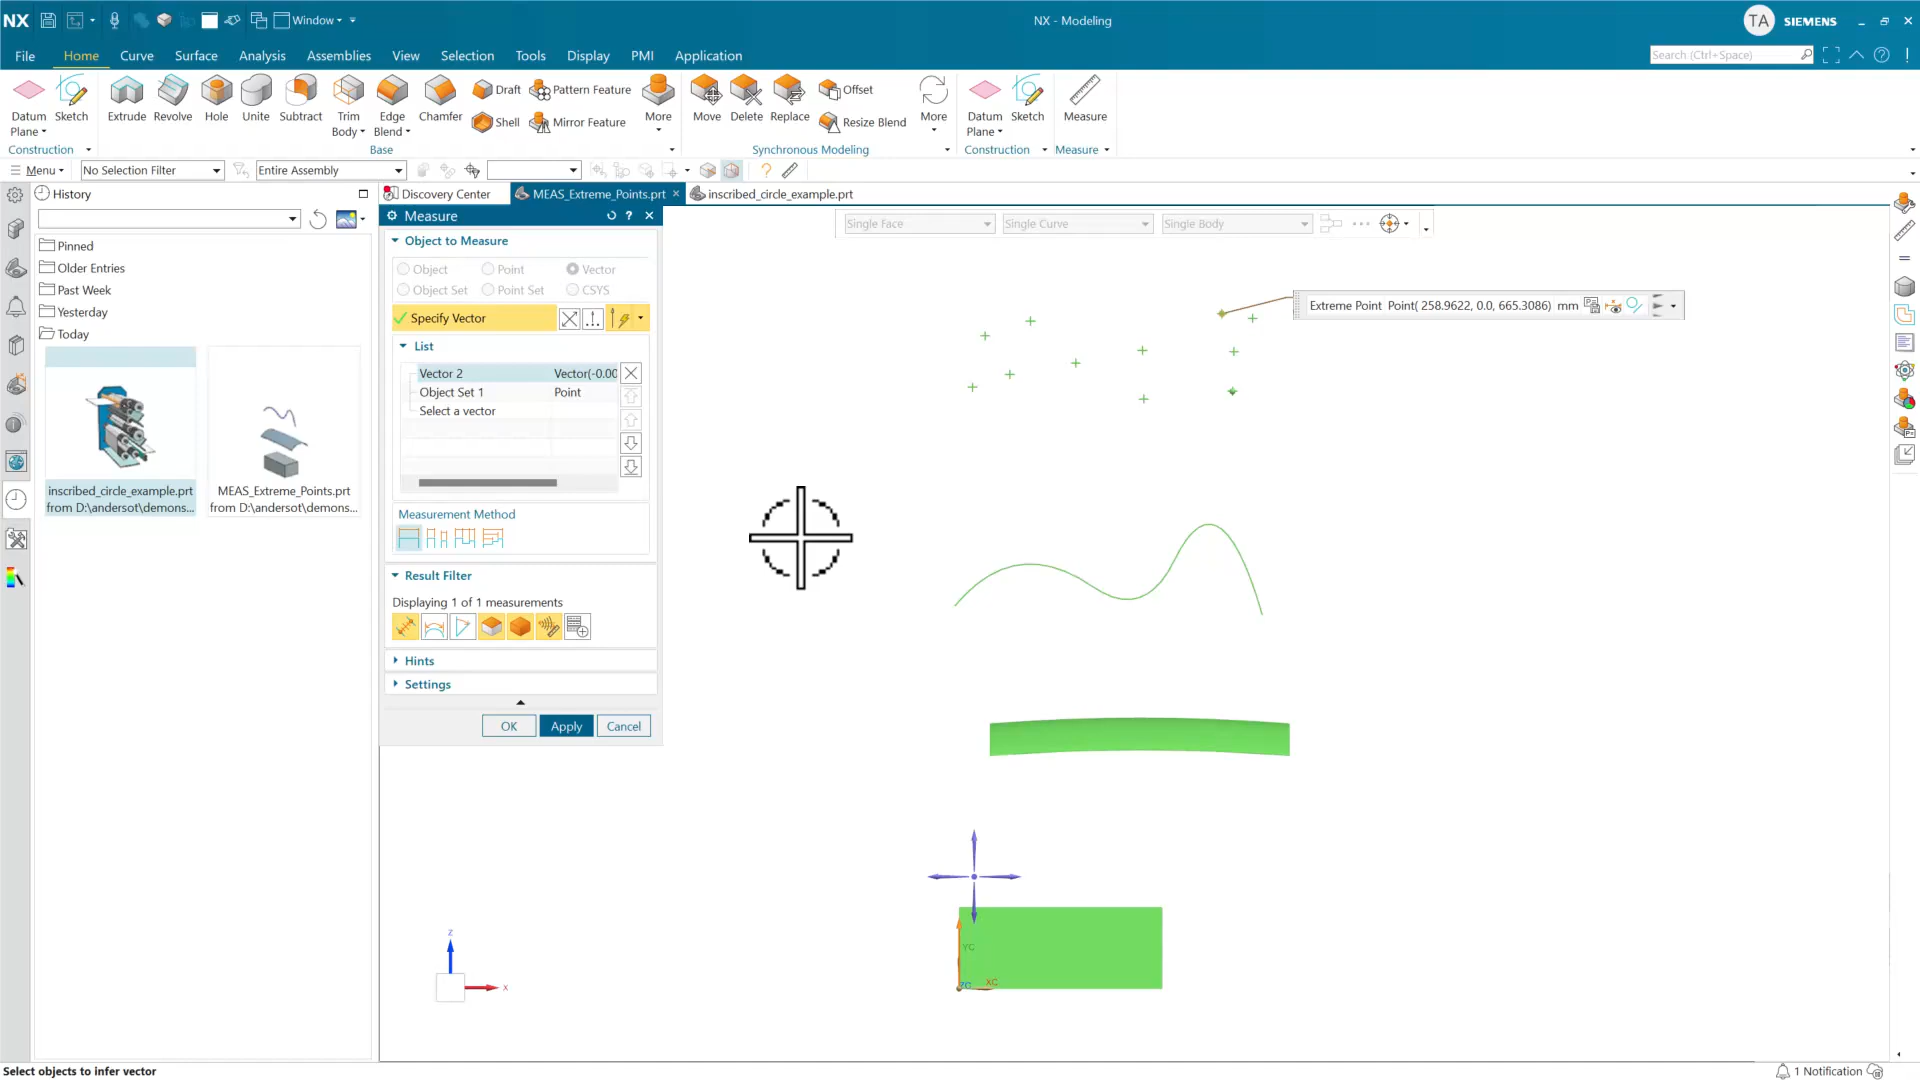 NX
Window
NX - Modeling
TA
SIEMENS
File
Home
Curve
Surface
Analysis
Assemblies
View
Selection
Tools
Display
PMI
Application
Search (Ctrl+Space)
Datum
Plane
Sketch
Extrude
Revolve
Hole
Unite
Subtract
Trim
Body
Edge
Blend
Chamfer
Draft
Shell
Pattern Feature
Mirror Feature
More
Move
Delete
Replace
Offset
Resize Blend
More
Datum
Plane
Sketch
Measure
Construction
Base
Synchronous Modeling
Construction
Measure
Menu
No Selection Filter
Entire Assembly
History
Discovery Center
MEAS_Extreme_Points.prt
inscribed_circle_example.prt
Pinned
Older Entries
Past Week
Yesterday
Today
inscribed_circle_example.prt
from D:\andersot\demons...
MEAS_Extreme_Points.prt
from D:\andersot\demons...
Measure
Object to Measure
Object
Point
Vector
Object Set
Point Set
CSYS
Specify Vector
List
Vector 2
Vector(-0.00
Object Set 1
Point
Select a vector
Measurement Method
Result Filter
Displaying 1 of 1 measurements
Hints
Settings
OK
Apply
Cancel
Single Face
Single Curve
Single Body
Extreme Point Point( 258.9622, 0.0, 665.3086) mm
YC
ZC
XC
Z
X
Select objects to infer vector
1 Notification